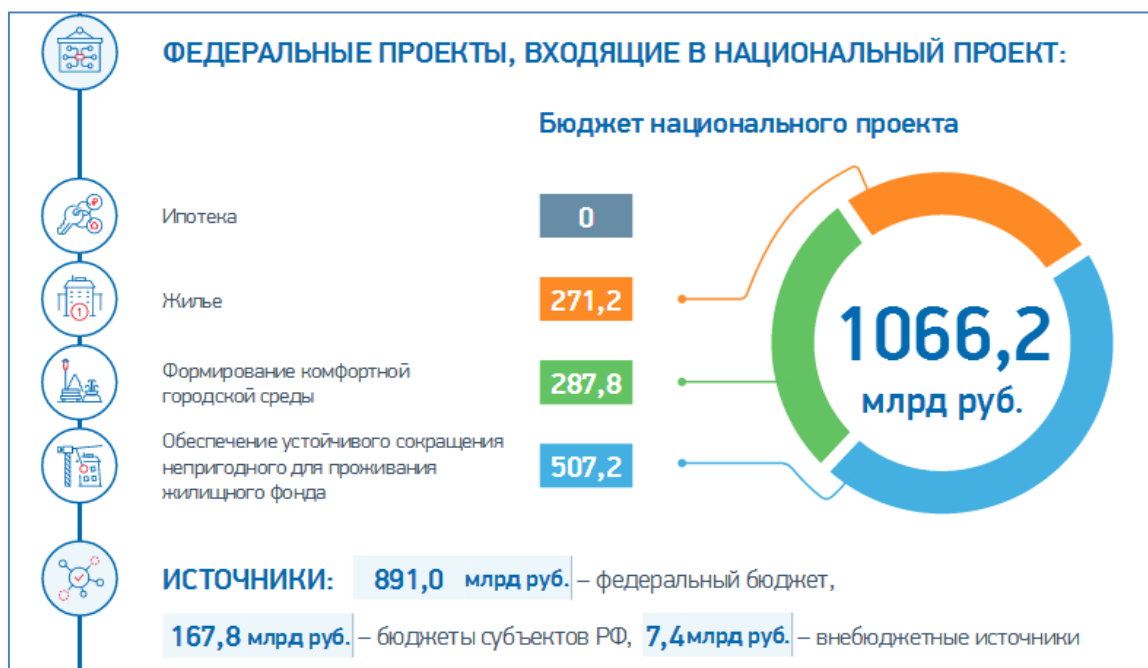 ФЕДЕРАЛЬНЫЕ ПРОЕКТЫ, ВХОДЯЩИЕ В НАЦИОНАЛЬНЫЙ ПРОЕКТ:
Бюджет национального проекта
Ипотека
0
Жилье
271,2
Формирование комфортной
городской среды
287,8
Обеспечение устойчивого сокращения
непригодного для проживания
жилищного фонда
507,2
1066,2
млрд руб.
ИСТОЧНИКИ: 891,0 млрд руб. – федеральный бюджет,
167,8 млрд руб. – бюджеты субъектов РФ, 7,4 млрд руб. – внебюджетные источники